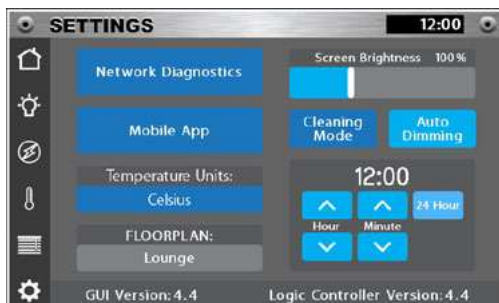 SETTINGS
12:00
Network Diagnostics
Screen Brightness 100%
Mobile App
Cleaning
Mode
Auto
Dimming
Temperature Units:
Celsius
12:00
24 Hour
Hour Minute
FLOORPLAN:
Lounge
GUI Version: 4.4
Logic Controller Version: 4.4